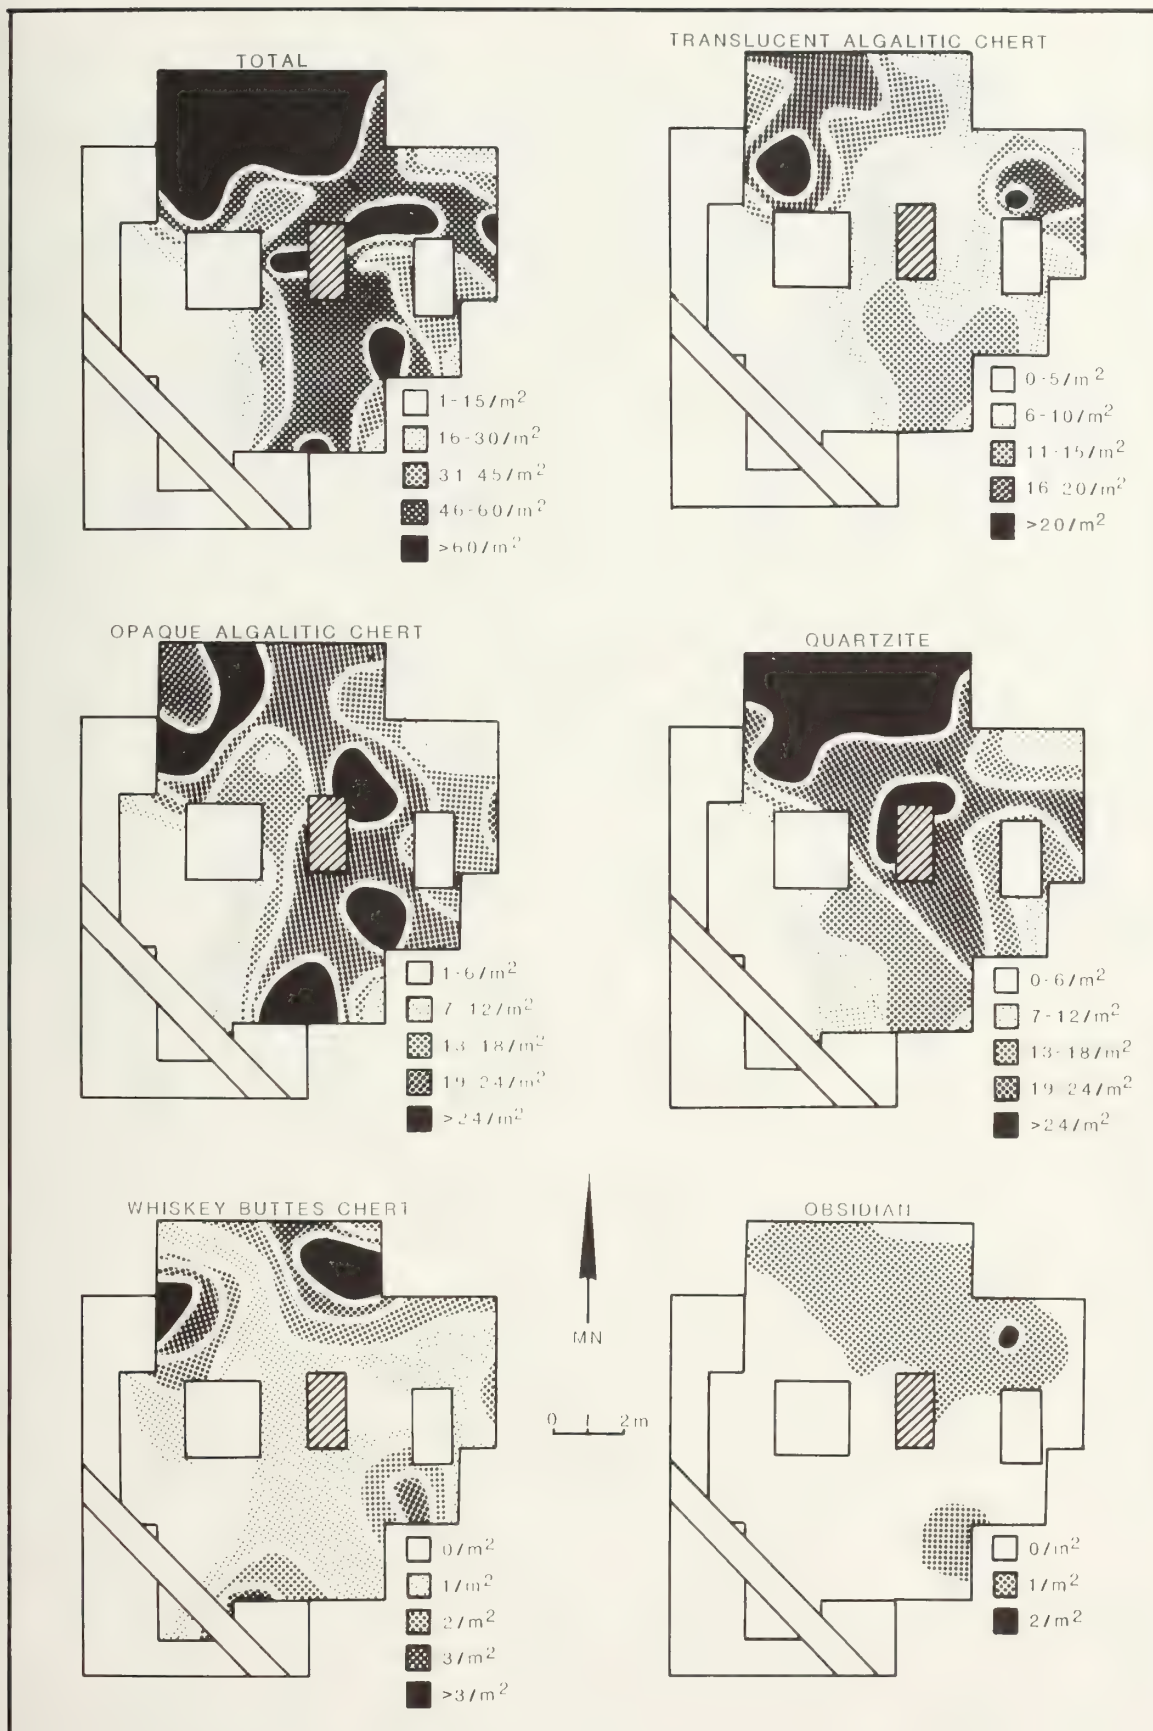 TOTAL
1-15/m2
16-30/m2
31-45/m2
46-60/m2
>60/m2
TRANSLUCENT ALGALITIC CHERT
0-5/m2
6-10/m2
11-15/m2
16-20/m2
>20/m2
OPAQUE ALGALITIC CHERT
1-6/m2
7-12/m2
13-18/m2
19-24/m2
>24/m2
QUARTZITE
0-6/m2
7-12/m2
13-18/m2
19-24/m2
>24/m2
WHISKEY BUTTES CHERT
0/m2
1/m2
2/m2
3/m2
>3/m2
MN
0 1 2m
OBSIDIAN
0/m2
1/m2
2/m2